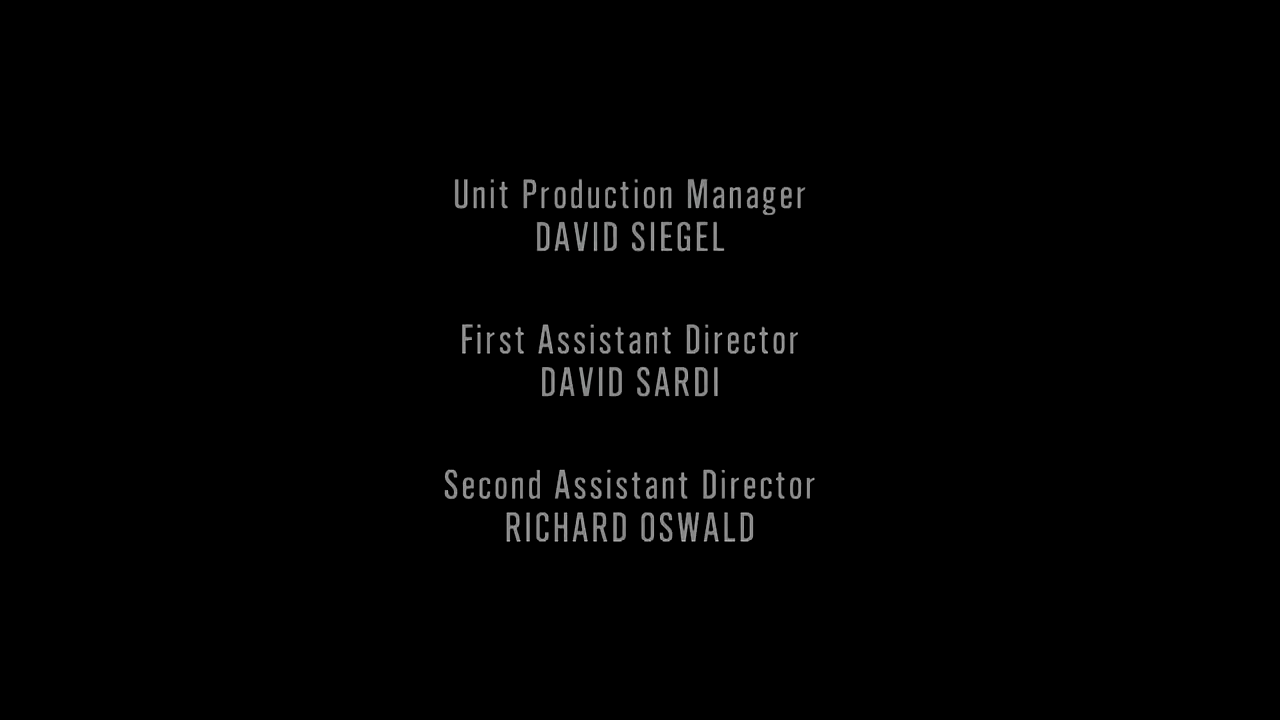 Unit Production Manager
DAVID SIEGEL
First Assistant Director
DAVID SARDI
Second Assistant Director
RICHARD OSWALD